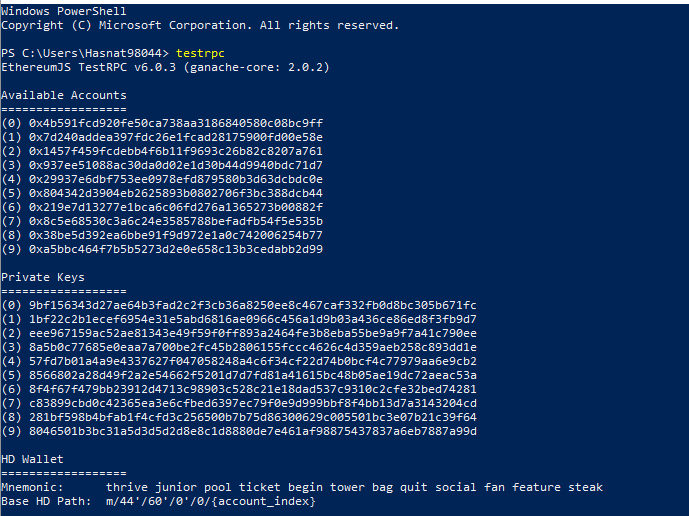 Windows PowerShell
Copyright (C) Microsoft Corporation. All rights reserved.
PS C:\Users\Hasnat98044> testrpc
EthereumJS TestRPC v6.0.3 (ganache-core: 2.0.2)
Available Accounts
==================
(0) 0x4b591fcd920fe50ca738aa3186840580c08bc9ff
(1) 0x7d240addea397fdc26e1fcad28175900fd00e58e
(2) 0x1457f459fcdebb4f6b11f9693c26b82c8207a761
(3) 0x937ee51088ac30da0d02e1d30b44d9940bdc71d7
(4) 0x29937e6dbf753ee0978efd879580b3d63dcbdc0e
(5) 0x804342d3904eb2625893b0802706f3bc388dcb44
(6) 0x219e7d13277e1bca6c06fd276a1365273b00882f
(7) 0x8c5e68530c3a6c24e3585788befadfb54f5e535b
(8) 0x38be5d392ea6bbe91f9d972e1a0c742006254b77
(9) 0xa5bbc464f7b5b5273d2e0e658c13b3cedabb2d99
Private Keys
==================
(0) 9bf156343d27ae64b3fad2c2f3cb36a8250ee8c467caf332fb0d8bc305b671fc
(1) 1bf22c2b1ecef6954e31e5abd6816ae0966c456a1d9b03a436ce86ed8f3fb9d7
(2) eee967159ac52ae81343e49f59f0ff893a2464fe3b8eba55be9a9f7a41c790ee
(3) 8a5b0c77685e0eaa7a700be2fc45b2806155fccc4626c4d359aeb258c893dd1e
(4) 57fd7b01a4a9e4337627f047058248a4c6f34cf22d74b0bcf4c77979aa6e9cb2
(5) 8566802a28d49f2a2e54662f5201d7d7fd81a41615bc48b05ae19dc72aeac53a
(6) 8f4f67f479bb23912d4713c98903c528c21e18dad537c9310c2cfe32bed74281
(7) c83899cbd0c42365ea3e6cfbed6397ec79f0e9d999bbf8f4bb13d7a3143204cd
(8) 281bf598b4bfab1f4cfd3c256500b7b75d86300629c005501bc3e07b21c39f64
(9) 8046501b3bc31a5d3d5d2d8e8c1d8880de7e461af98875437837a6eb7887a99d
HD Wallet
==================
Mnemonic:      thrive junior pool ticket begin tower bag quit social fan feature steak
Base HD Path:  m/44'/60'/0'/0/{account_index}